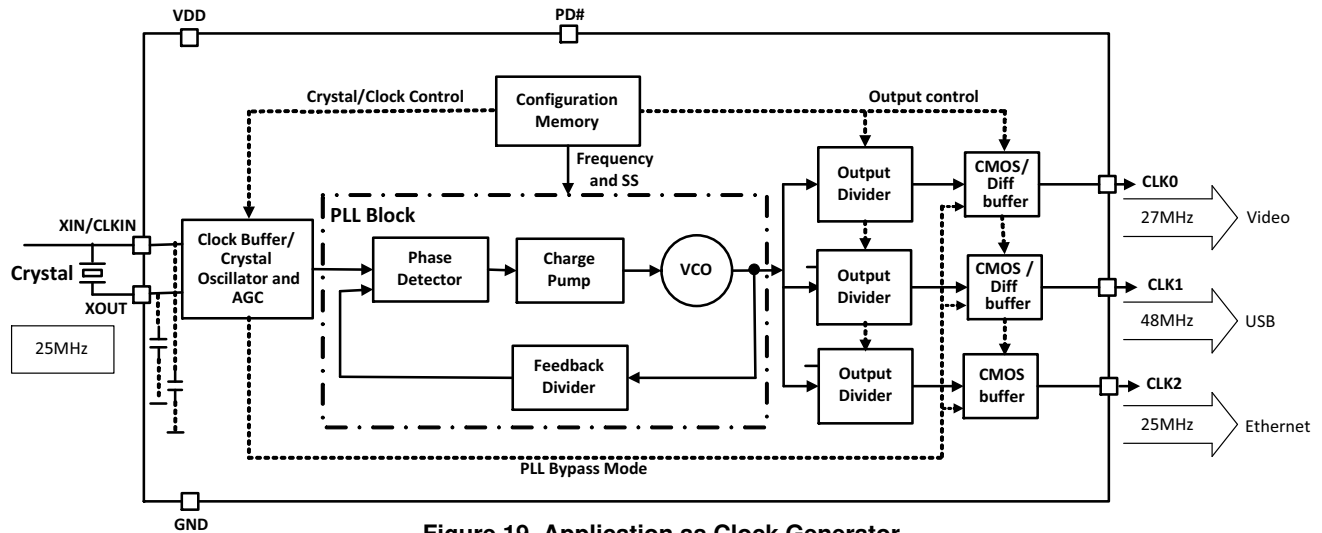 VDD
PD#
Crystal/Clock Control
Configuration
Memory
Output control
Frequency
and SS
Output
Divider
CMOS/
Diff
buffer
CLK0
27MHz
Video
XIN/CLKIN
PLL Block
Clock Buffer/
Crystal
Oscillator and
AGC
Phase
Detector
Charge
Pump
VCO
Crystal
XOUT
25MHz
Output
Divider
CMOS /
Diff
buffer
CLK1
48MHz
USB
Feedback
Divider
Output
Divider
CMOS
buffer
CLK2
25MHz
Ethernet
PLL Bypass Mode
GND
Figure 19. Application as Clock Generator